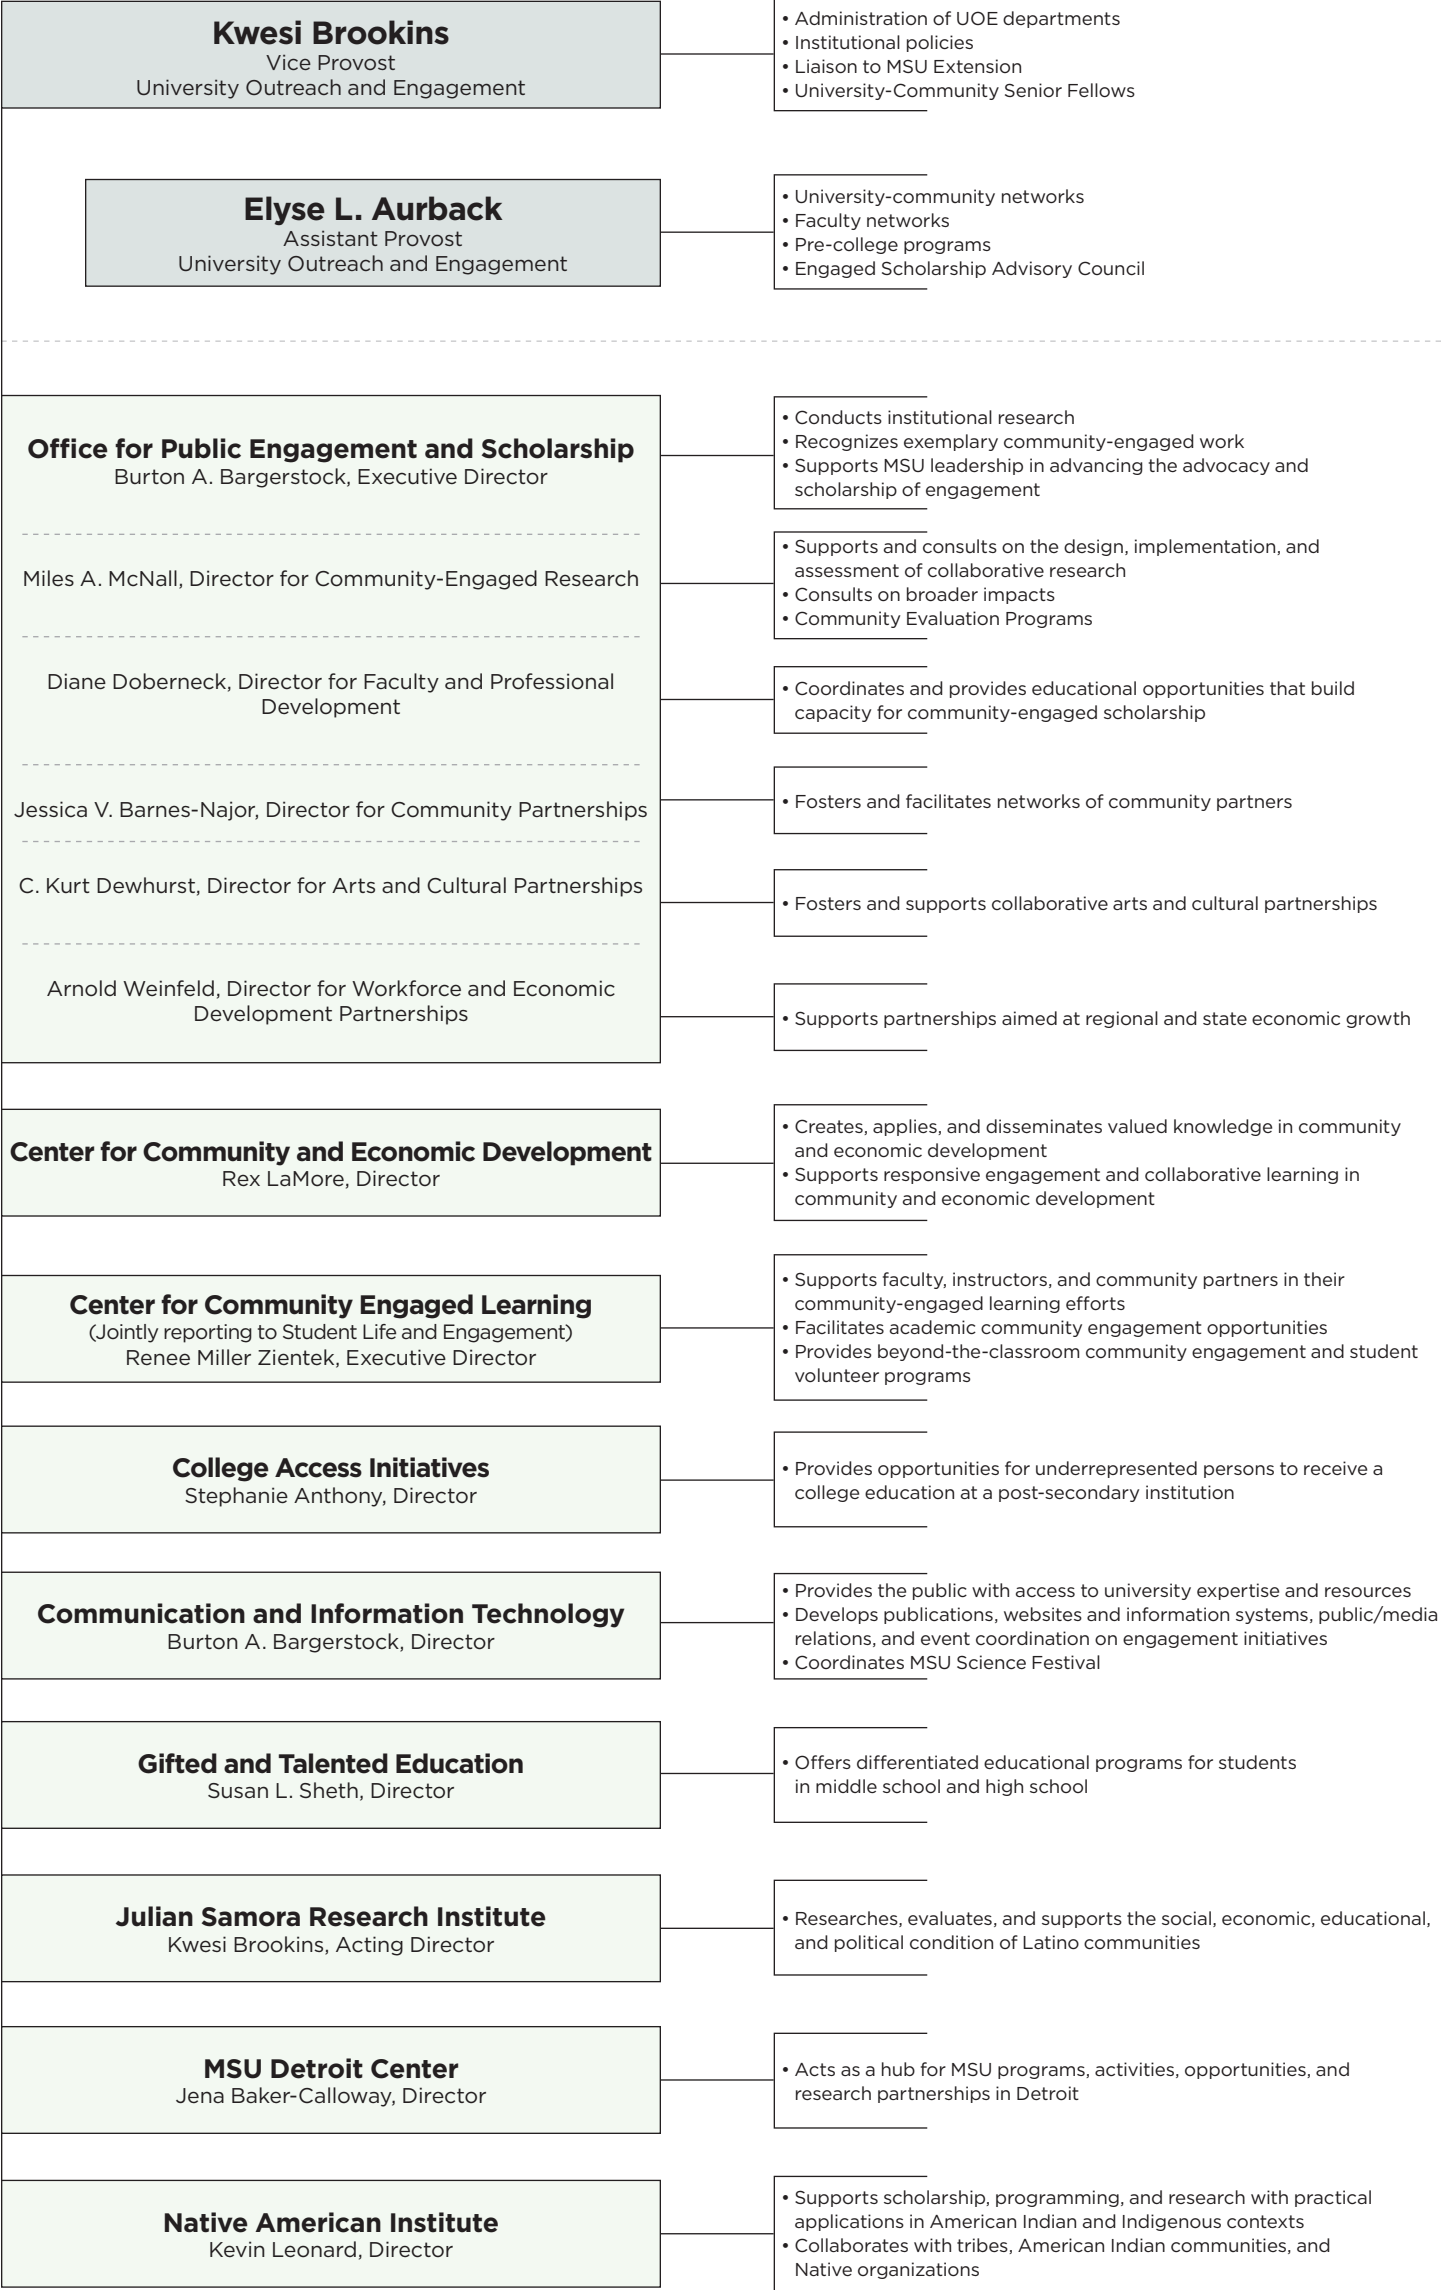 Kwesi Brookins
Vice Provost
University Outreach and Engagement
• Administration of UOE departments
• Institutional policies
• Liaison to MSU Extension
• University-Community Senior Fellows
Elyse L. Aurback
Assistant Provost
University Outreach and Engagement
• University-community networks
• Faculty networks
• Pre-college programs
• Engaged Scholarship Advisory Council
Office for Public Engagement and Scholarship
Burton A. Bargerstock, Executive Director
• Conducts institutional research
• Recognizes exemplary community-engaged work
• Supports MSU leadership in advancing the advocacy and
scholarship of engagement
Miles A. McNall, Director for Community-Engaged Research
• Supports and consults on the design, implementation, and
assessment of collaborative research
• Consults on broader impacts
• Community Evaluation Programs
Diane Doberneck, Director for Faculty and Professional
Development
• Coordinates and provides educational opportunities that build
capacity for community-engaged scholarship
Jessica V. Barnes-Najor, Director for Community Partnerships
• Fosters and facilitates networks of community partners
C. Kurt Dewhurst, Director for Arts and Cultural Partnerships
• Fosters and supports collaborative arts and cultural partnerships
Arnold Weinfeld, Director for Workforce and Economic
Development Partnerships
• Supports partnerships aimed at regional and state economic growth
Center for Community and Economic Development
Rex LaMore, Director
• Creates, applies, and disseminates valued knowledge in community
and economic development
• Supports responsive engagement and collaborative learning in
community and economic development
Center for Community Engaged Learning
(Jointly reporting to Student Life and Engagement)
Renee Miller Zientek, Executive Director
• Supports faculty, instructors, and community partners in their
community-engaged learning efforts
• Facilitates academic community engagement opportunities
• Provides beyond-the-classroom community engagement and student
volunteer programs
College Access Initiatives
Stephanie Anthony, Director
• Provides opportunities for underrepresented persons to receive a
college education at a post-secondary institution
Communication and Information Technology
Burton A. Bargerstock, Director
• Provides the public with access to university expertise and resources
• Develops publications, websites and information systems, public/media
relations, and event coordination on engagement initiatives
• Coordinates MSU Science Festival
Gifted and Talented Education
Susan L. Sheth, Director
• Offers differentiated educational programs for students
in middle school and high school
Julian Samora Research Institute
Kwesi Brookins, Acting Director
• Researches, evaluates, and supports the social, economic, educational,
and political condition of Latino communities
MSU Detroit Center
Jena Baker-Calloway, Director
• Acts as a hub for MSU programs, activities, opportunities, and
research partnerships in Detroit
Native American Institute
Kevin Leonard, Director
• Supports scholarship, programming, and research with practical
applications in American Indian and Indigenous contexts
• Collaborates with tribes, American Indian communities, and
Native organizations